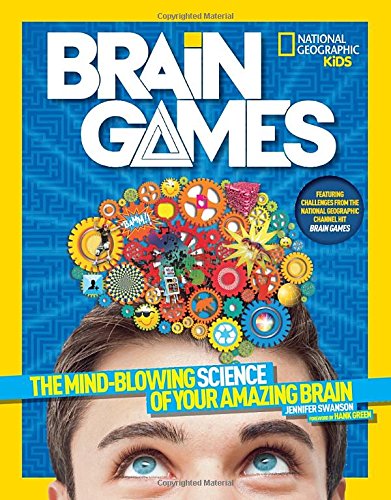 Copyrighted Material
NATIONAL
GEOGRAPHIC
KiDS
BRAiN
GAMES
FEATURING
CHALLENGES FROM THE
NATIONAL GEOGRAPHIC
CHANNEL HIT
BRAIN GAMES
BAMM!
THE MIND-BLOWING SCIENCE
OF YOUR AMAZING BRAIN
JENNIFER SWANSON
FOREWORD BY HANK GREEN
Copyrighted Material